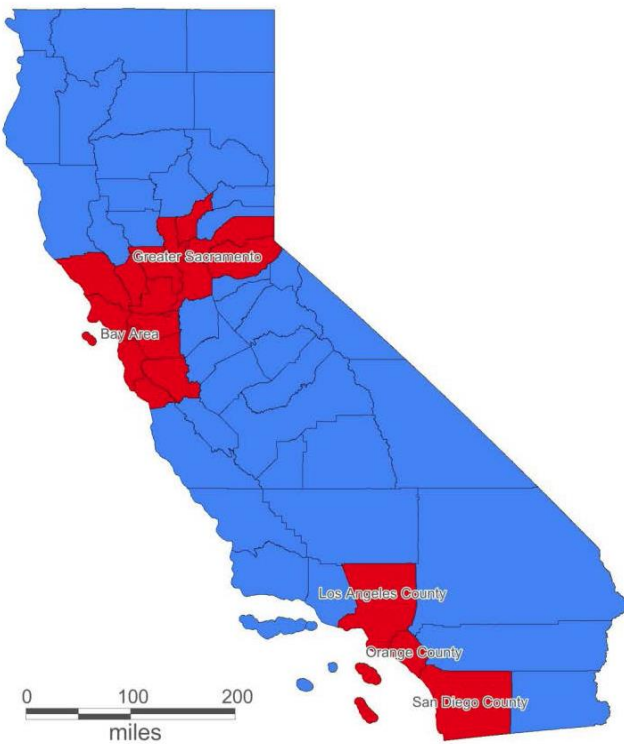 Greater Sacramento
Bay Area
Los Angeles County
Orange County
San Diego County
0 100 200
miles